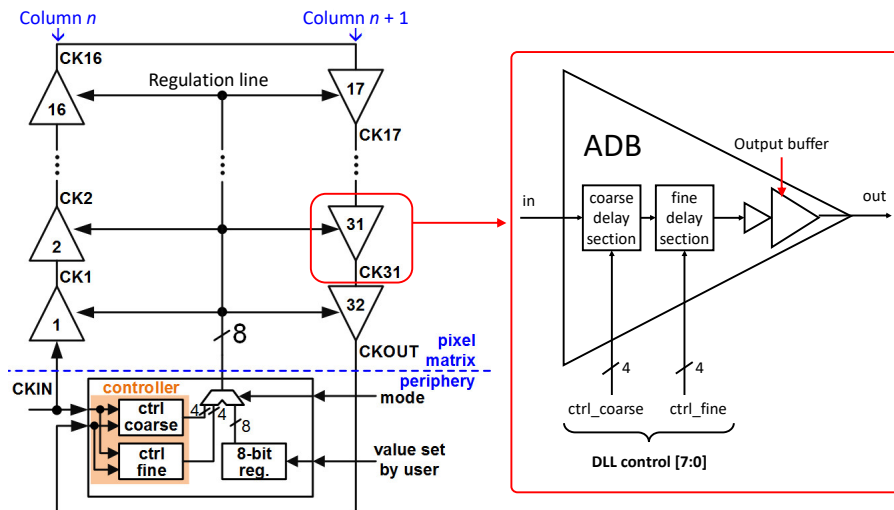 Column n
Column n + 1
CK16
Regulation line
16
17
CK17
CK2
2
31
CK1
CK31
1
32
8
CKOUT
pixel
matrix
periphery
CKIN
controller
ctrl
coarse
4
4
mode
8
ctrl
fine
8-bit
reg.
value set
by user
ADB
Output buffer
in
coarse
delay
section
fine
delay
section
out
4
4
ctrl_coarse
ctrl_fine
DLL control [7:0]